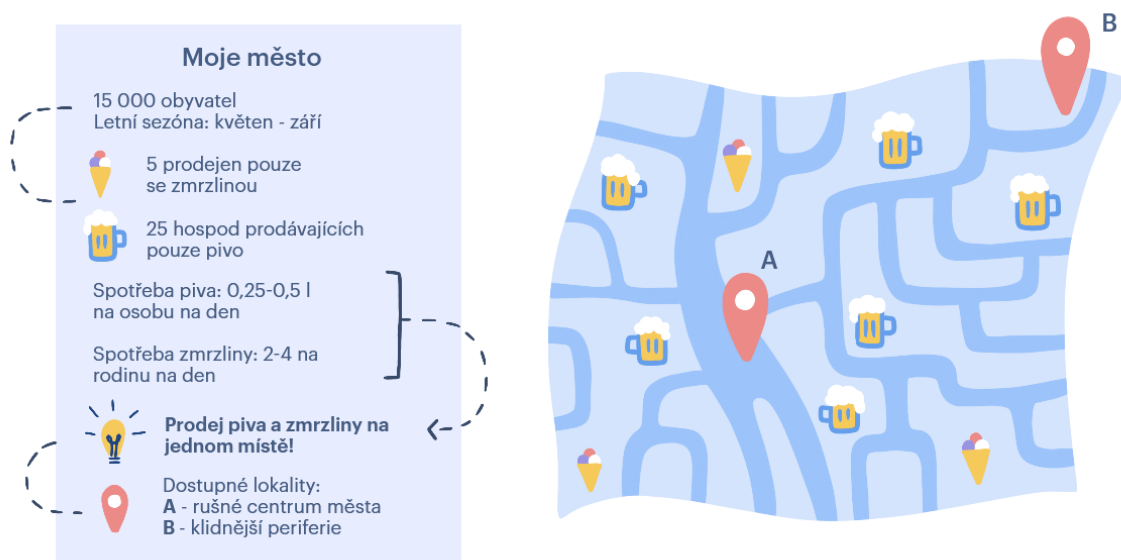 Moje město
15 000 obyvatel
Letní sezóna: květen - září
5 prodejen pouze
se zmrzlinou
25 hospod prodávajících
pouze pivo
Spotřeba piva: 0,25-0,5 l
na osobu na den
Spotřeba zmrzliny: 2-4 na
rodinu na den
Prodej piva a zmrzliny na
jednom místě!
Dostupné lokality:
A - rušné centrum města
B - klidnější periferie
B
A